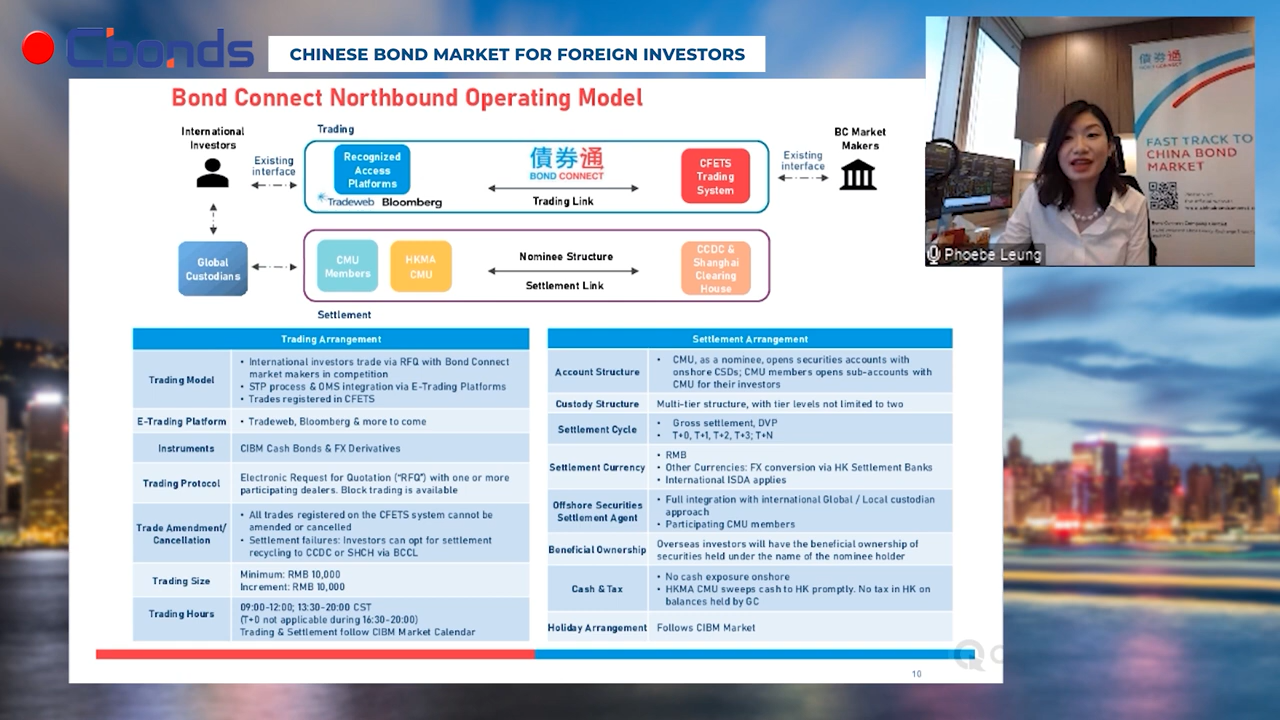 Cbonds
CHINESE BOND MARKET FOR FOREIGN INVESTORS
Bond Connect Northbound Operating Model
International
Investors
Trading
BC Market
Makers
Existing
interface
Recognized
Access
Platforms
債券通
BOND CONNECT
CFETS
Trading
System
Existing
interface
Tradeweb Bloomberg
Trading Link
Global
Custodians
CMU
Members
HKMA
CMU
Nominee Structure
Settlement Link
CCDC &
Shanghai
Clearing
House
Settlement
Trading Arrangement
Trading Model
• International investors trade via RFQ with Bond Connect
market makers in competition
• STP process & OMS integration via E-Trading Platforms
• Trades registered in CFETS
E-Trading Platform
• Tradeweb, Bloomberg & more to come
Instruments
CIBM Cash Bonds & FX Derivatives
Trading Protocol
Electronic Request for Quotation ("RFQ") with one or more
participating dealers. Block trading is available
Trade Amendment/
Cancellation
• All trades registered on the CFETS system cannot be
amended or cancelled
• Settlement failures: Investors can opt for settlement
recycling to CCDC or SHCH via BCCL
Trading Size
Minimum: RMB 10,000
Increment: RMB 10,000
Trading Hours
09:00-12:00; 13:30-20:00 CST
(T+0 not applicable during 16:30-20:00)
Trading & Settlement follow CIBM Market Calendar
Settlement Arrangement
Account Structure
• CMU, as a nominee, opens securities accounts with
onshore CSDs; CMU members opens sub-accounts with
CMU for their investors
Custody Structure
Multi-tier structure, with tier levels not limited to two
Settlement Cycle
• Gross settlement, DVP
• T+0, T+1, T+2, T+3; T+N
Settlement Currency
• RMB
• Other Currencies: FX conversion via HK Settlement Banks
• International ISDA applies
Offshore Securities
Settlement Agent
• Full integration with international Global / Local custodian
approach
• Participating CMU members
Beneficial Ownership
Overseas investors will have the beneficial ownership of
securities held under the name of the nominee holder
Cash & Tax
• No cash exposure onshore
• HKMA CMU sweeps cash to HK promptly. No tax in HK on
balances held by GC
Holiday Arrangement
Follows CIBM Market
10
債券通
BOND CONNECT
FAST TRACK TO
CHINA BOND
MARKET
Phoebe Leung